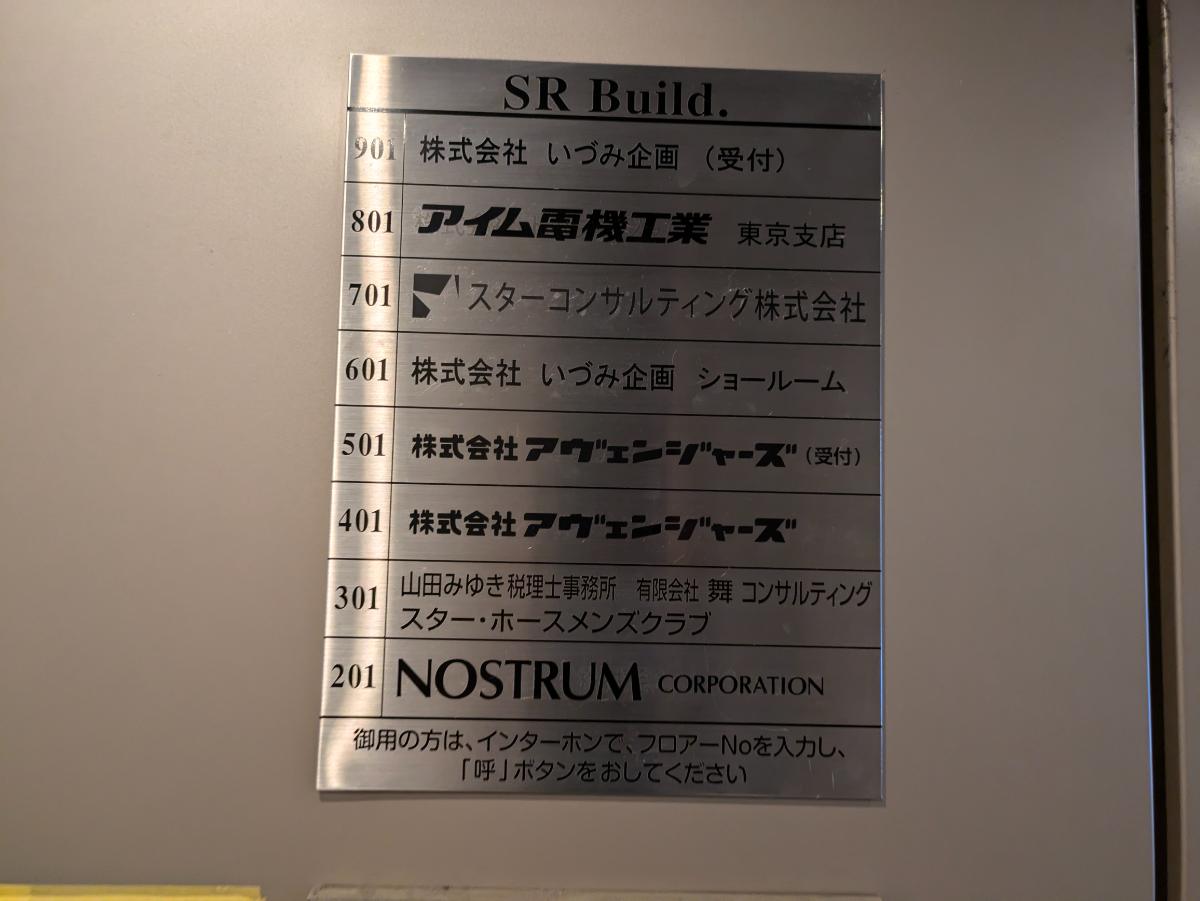 SR Build.
901 株式会社 いづみ企画 （受付）
801 アイム電機工業 東京支店
701 スターコンサルティング株式会社
601 株式会社 いづみ企画 ショールーム
501 株式会社 アヴェンジャーズ（受付）
401 株式会社 アヴェンジャーズ
301 山田みゆき税理士事務所 有限会社 舞 コンサルティング
スター・ホースメンズクラブ
201 NOSTRUM CORPORATION
御用の方は、インターホンで、フロアーNoを入力し、
「呼」ボタンをおしてください